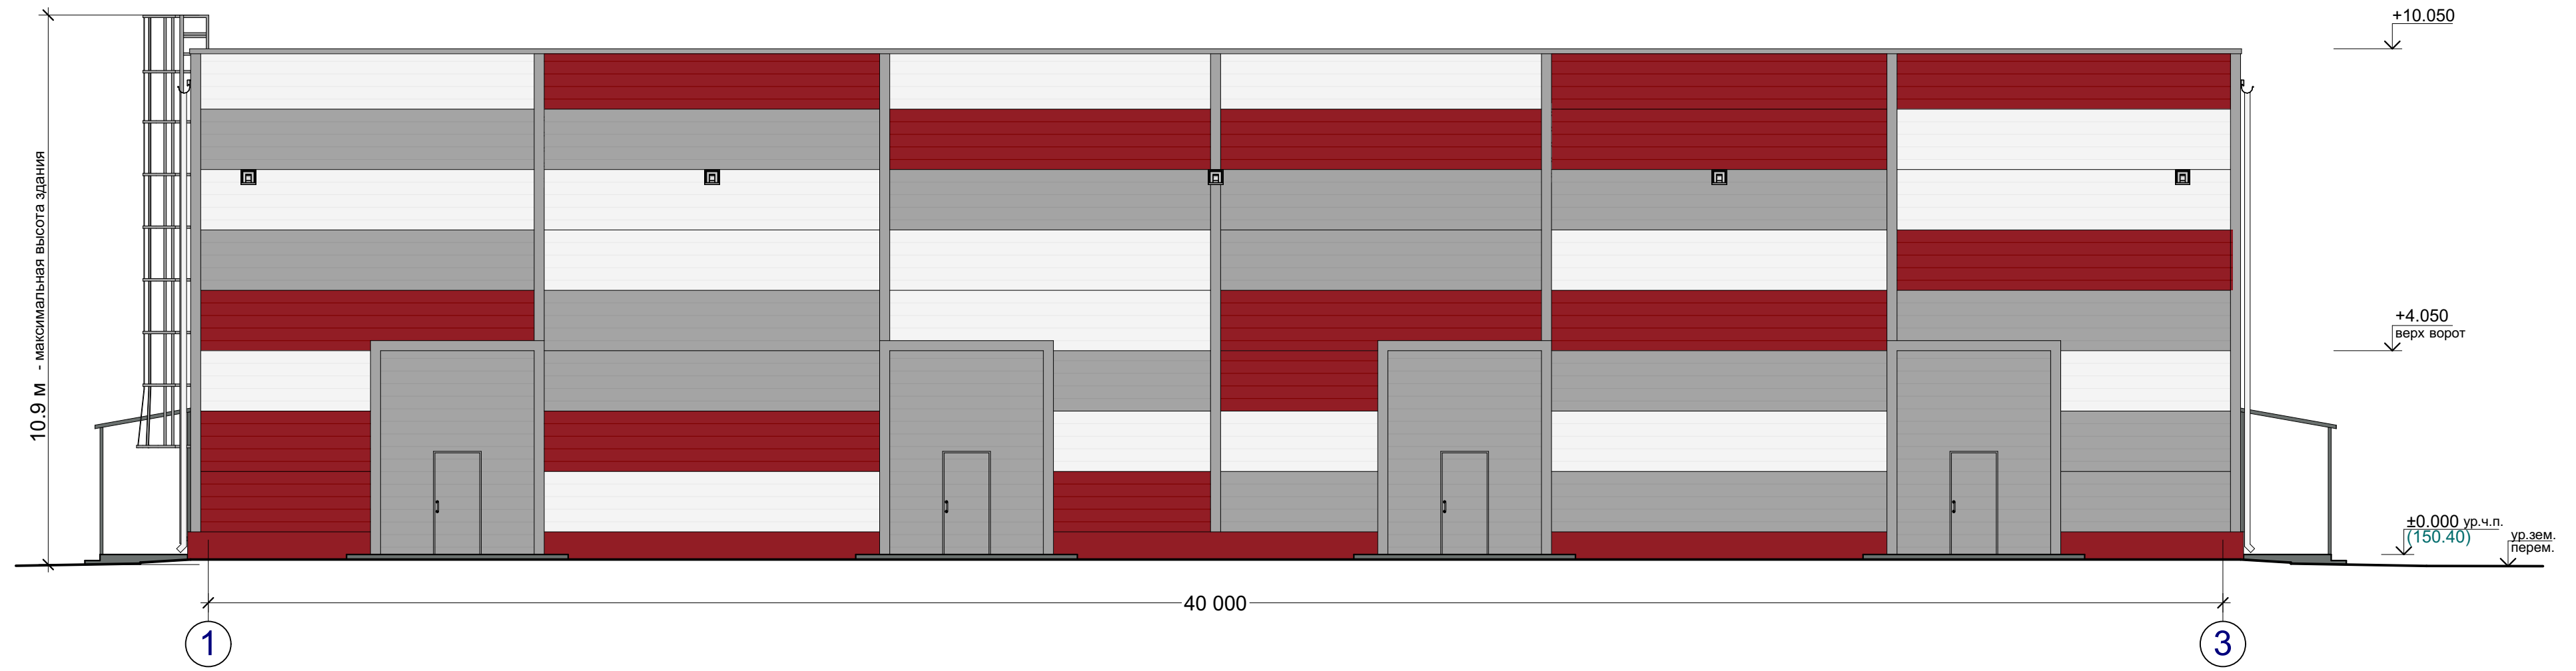 +10.050
10.9 м - максимальная высота здания
+4.050
верх ворот
±0.000 ур.ч.п.
(150.40)
ур.зем.
перем.
40 000
1
3